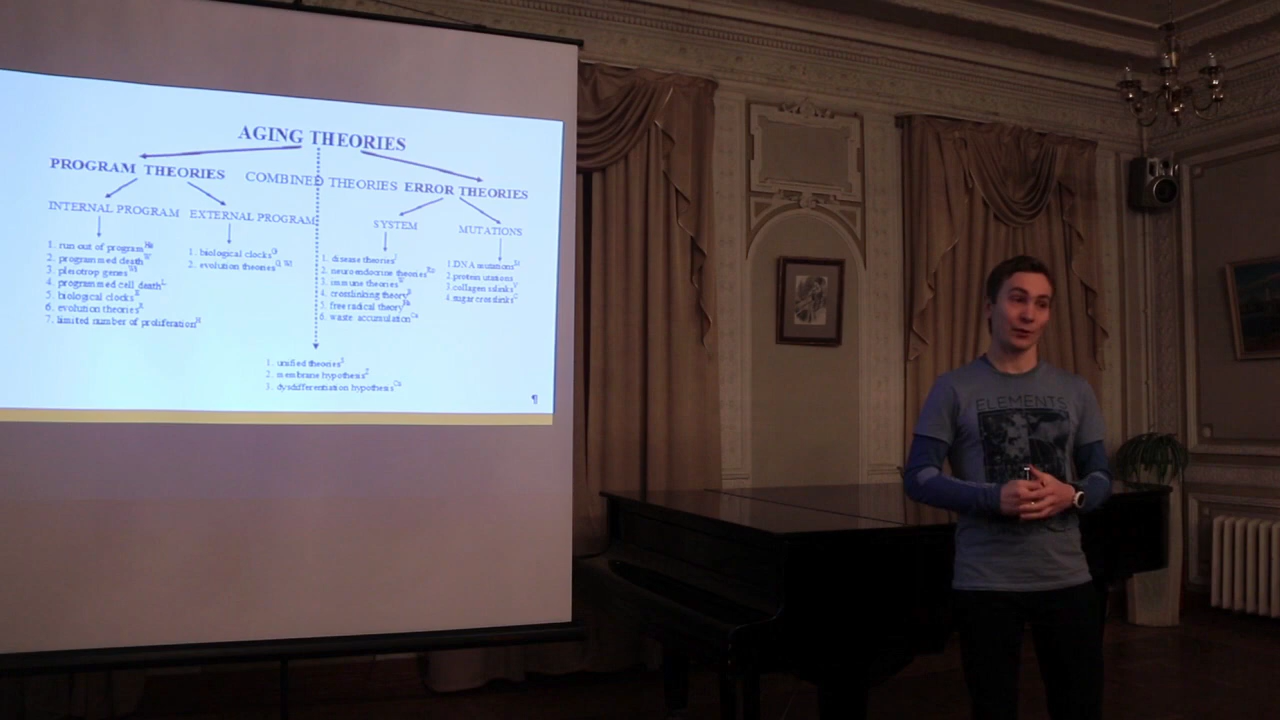 AGING THEORIES
PROGRAM THEORIES
COMBINED THEORIES
ERROR THEORIES
INTERNAL PROGRAM
EXTERNAL PROGRAM
SYSTEM
MUTATIONS
1. run out of program
2. programmed death
3. pleiotrop genes
4. programmed cell death
5. biological clocks
6. evolution theories
7. limited number of proliferation
1. biological clocks
2. evolution theories
1. disease theories
2. neuroendocrine theories
3. immune theories
4. crosslinking theory
5. free radical theory
6. waste accumulation
1.DNA mutations
2.protein utations
3.collagen xslinks
4.sugar crosslinks
1. unified theories
2. membrane hypothesis
3. dysdifferentiation hypothesis
¶
ELEMENTS